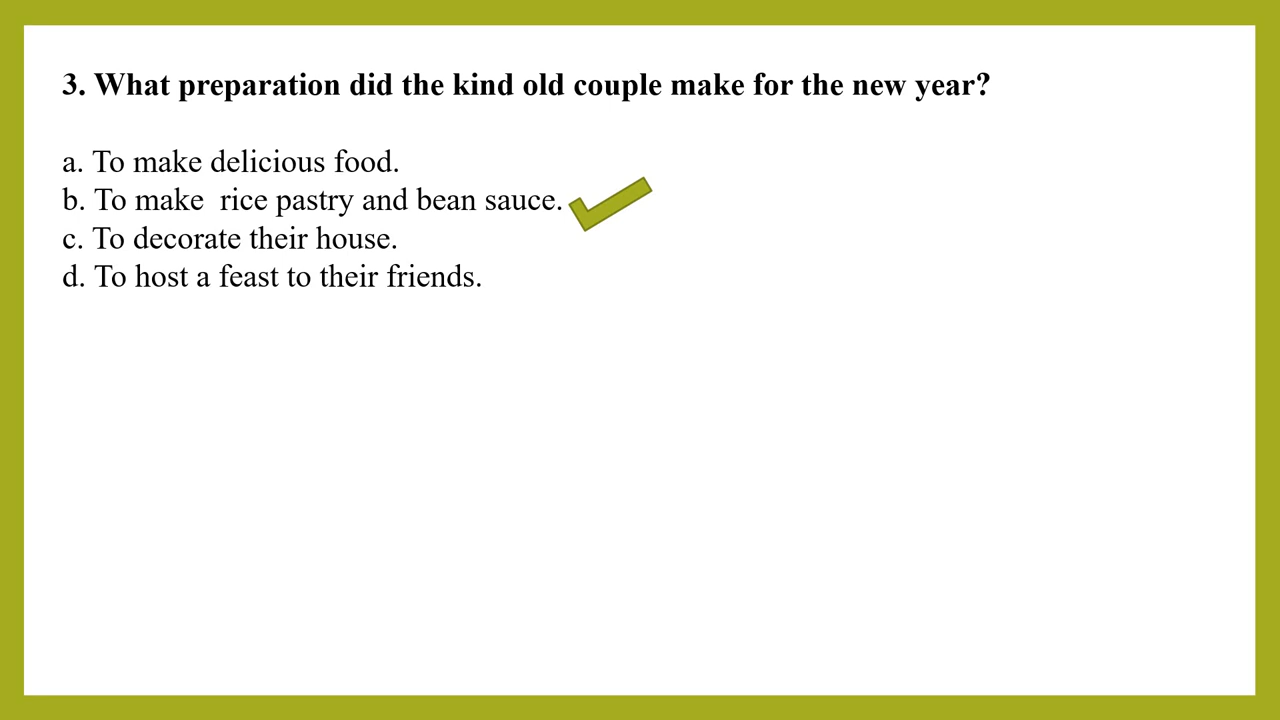 3. What preparation did the kind old couple make for the new year?
a. To make delicious food.
b. To make  rice pastry and bean sauce.
c. To decorate their house.
d. To host a feast to their friends.